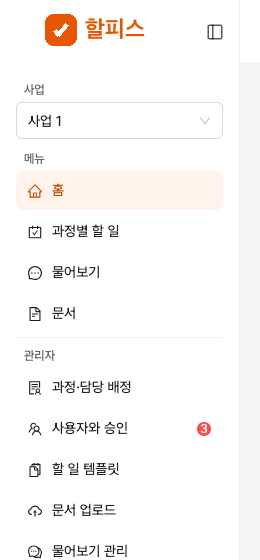 할피스
사업
사업 1
메뉴
홈
과정별 할 일
물어보기
문서
관리자
과정·담당 배정
사용자와 승인 3
할 일 템플릿
문서 업로드
물어보기 관리